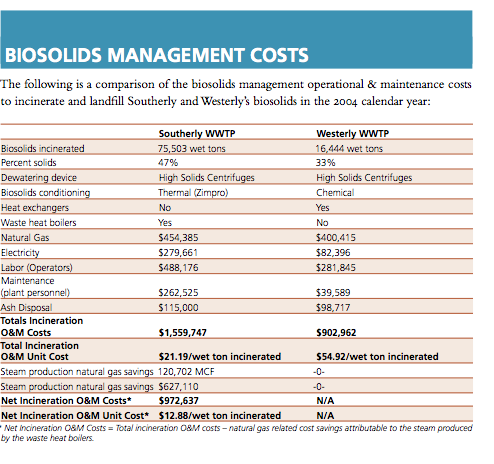 BIOSOLIDS MANAGEMENT COSTS
The following is a comparison of the biosolids management operational & maintenance costs
to incinerate and landfill Southerly and Westerly's biosolids in the 2004 calendar year:
Southerly WWTP Westerly WWTP
Biosolids incinerated 75,503 wet tons 16,444 wet tons
Percent solids 47% 33%
Dewatering device High Solids Centrifuges High Solids Centrifuges
Biosolids conditioning Thermal (Zimpro) Chemical
Heat exchangers No Yes
Waste heat boilers Yes No
Natural Gas $454,385 $400,415
Electricity $279,661 $82,396
Labor (Operators) $488,176 $281,845
Maintenance
(plant personnel) $262,525 $39,589
Ash Disposal $115,000 $98,717
Totals Incineration
O&M Costs $1,559,747 $902,962
Total Incineration
O&M Unit Cost $21.19/wet ton incinerated $54.92/wet ton incinerated
Steam production natural gas savings 120,702 MCF -0-
Steam production natural gas savings $627,110 -0-
Net Incineration O&M Costs* $972,637 N/A
Net Incineration O&M Unit Cost* $12.88/wet ton incinerated N/A
* Net Incineration O&M Costs = Total incineration O&M costs – natural gas related cost savings attributable to the steam produced
by the waste heat boilers.